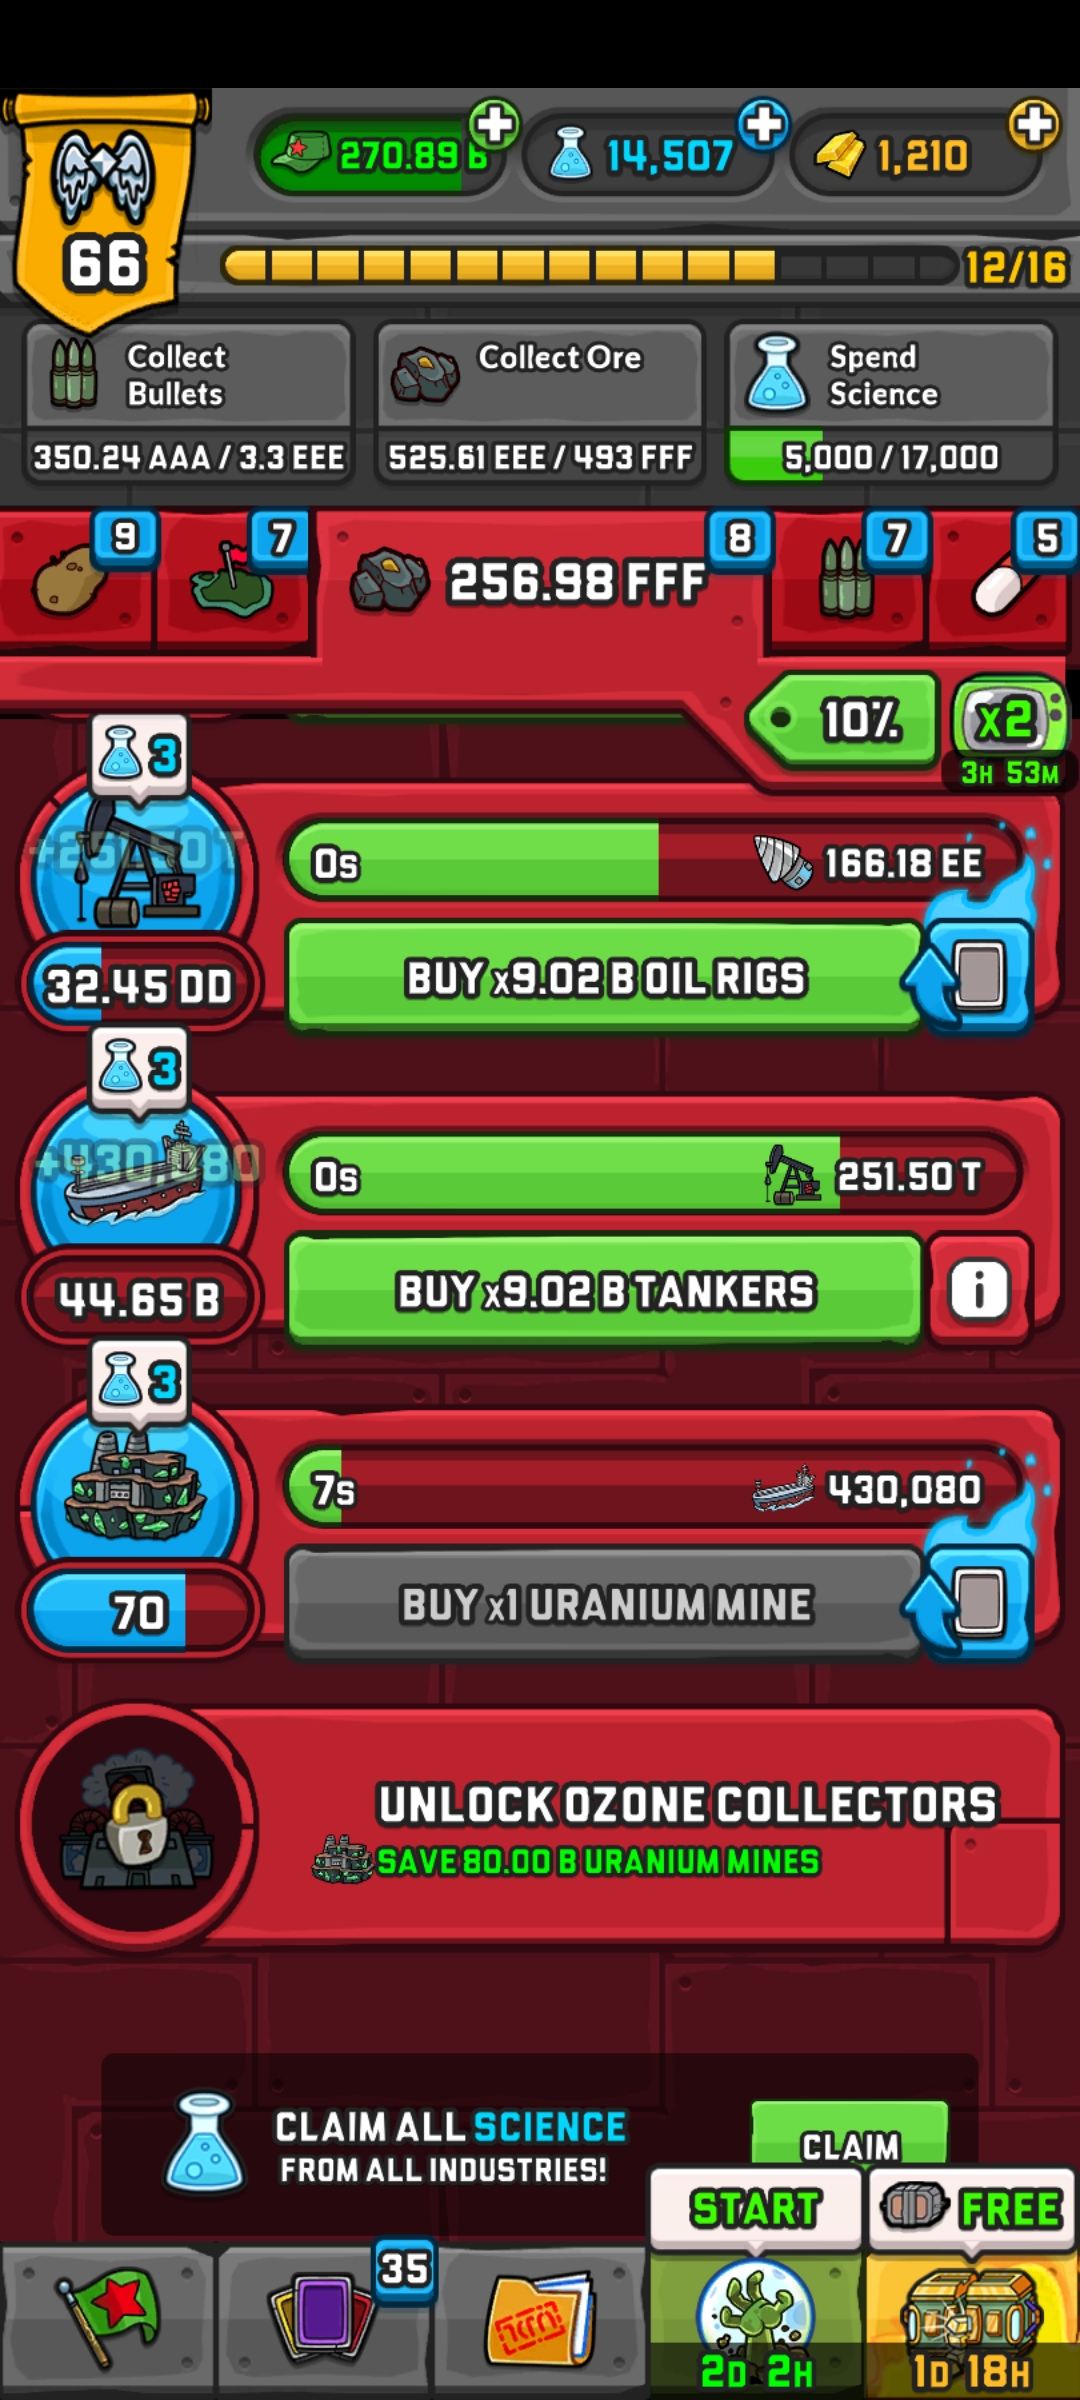 66
270.89 B
14,507
1,210
12/16
Collect Bullets
350.24 AAA / 3.3 EEE
Collect Ore
525.61 EEE / 493 FFF
Spend Science
5,000 / 17,000
9
7
256.98 FFF
8
7
5
10%
x2
3H 53M
3
+251.50 T
0s
166.18 EE
32.45 DD
BUY x9.02 B OIL RIGS
3
+430,080
0s
251.50 T
44.65 B
BUY x9.02 B TANKERS
i
3
7s
430,080
70
BUY x1 URANIUM MINE
UNLOCK OZONE COLLECTORS
SAVE 80.00 B URANIUM MINES
CLAIM ALL SCIENCE
FROM ALL INDUSTRIES!
CLAIM
START
FREE
35
2D 2H
1D 18H